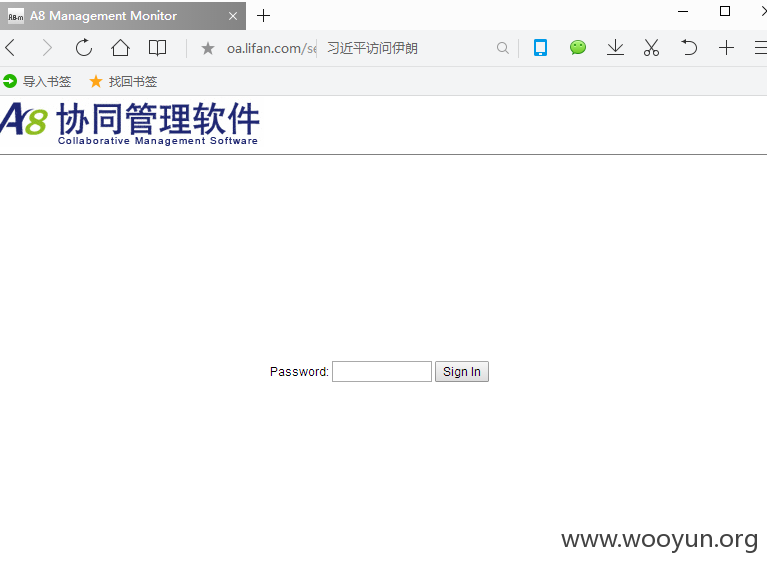 A8 Management Monitor
oa.lifan.com/se 习近平访问伊朗
导入书签 找回书签
A8 协同管理软件
Collaborative Management Software
Password: Sign In
www.wooyun.org